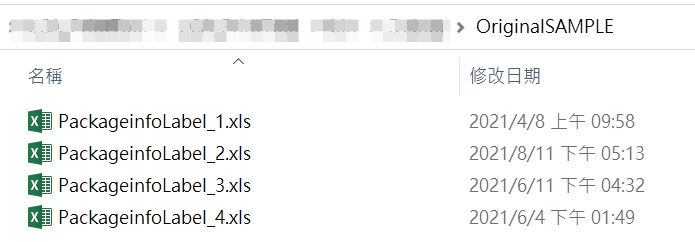 OriginalSAMPLE
名稱 修改日期
PackageinfoLabel_1.xls 2021/4/8 上午 09:58
PackageinfoLabel_2.xls 2021/8/11 下午 05:13
PackageinfoLabel_3.xls 2021/6/11 下午 04:32
PackageinfoLabel_4.xls 2021/6/4 下午 01:49